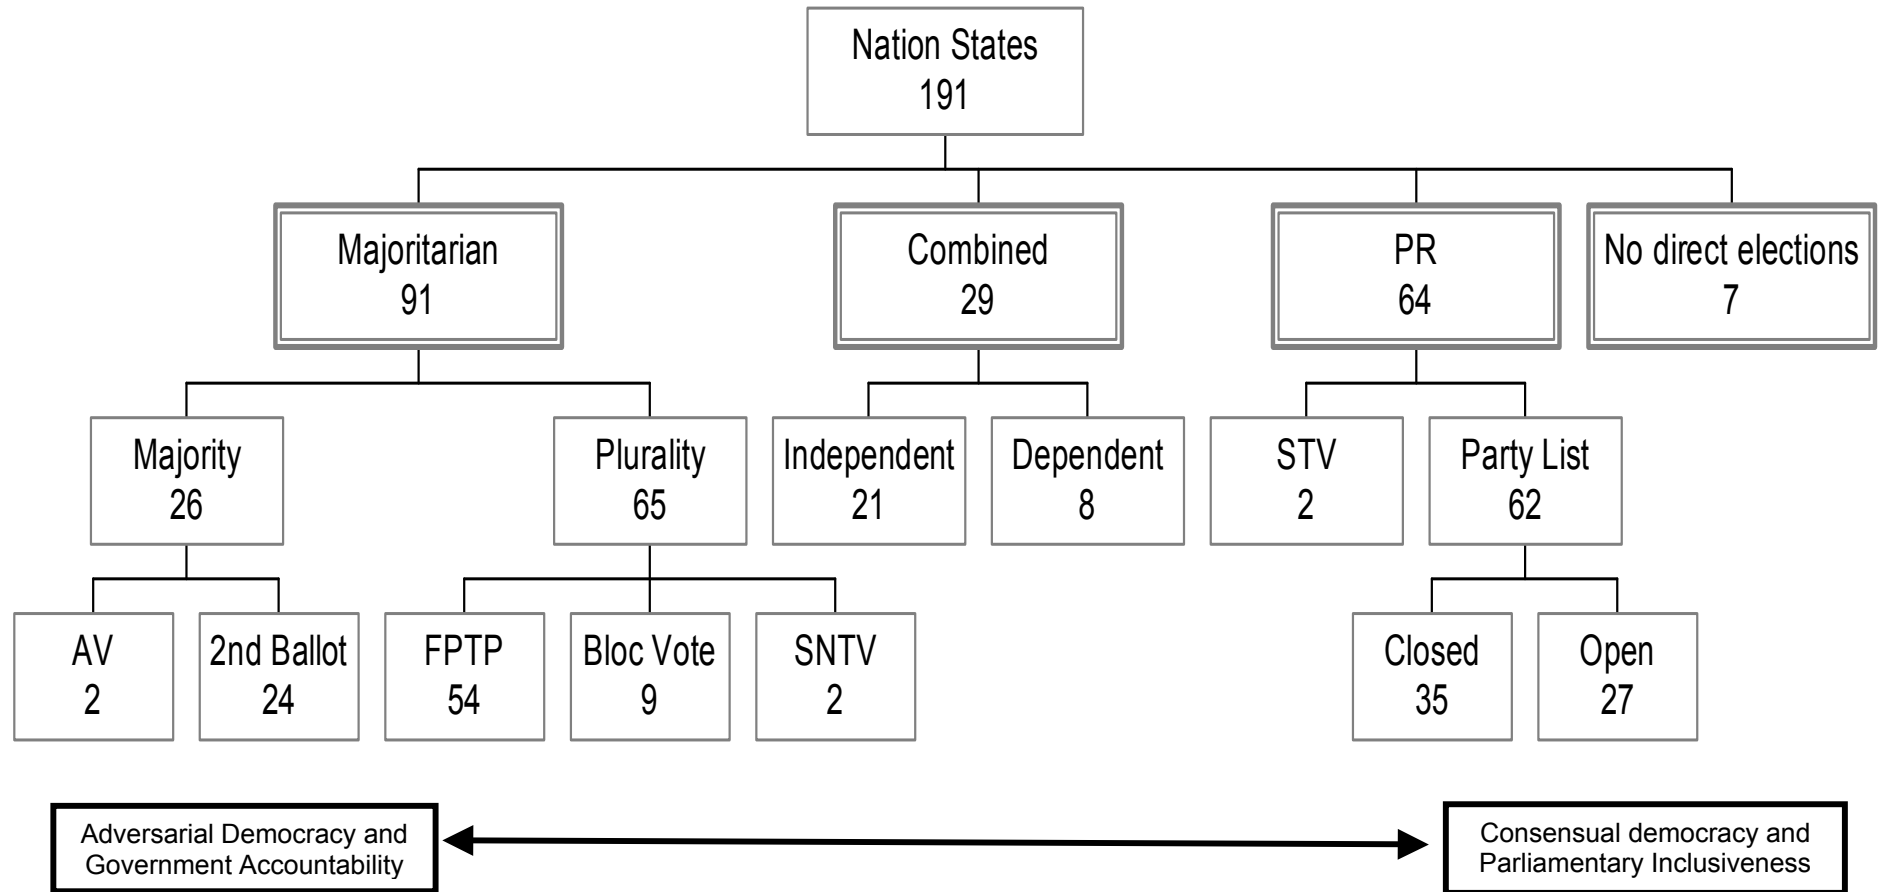 Nation States
191
Majoritarian
91
Combined
29
PR
64
No direct elections
7
Majority
26
Plurality
65
Independent
21
Dependent
8
STV
2
Party List
62
AV
2
2nd Ballot
24
FPTP
54
Bloc Vote
9
SNTV
2
Closed
35
Open
27
Adversarial Democracy and
Government Accountability
Consensual democracy and
Parliamentary Inclusiveness